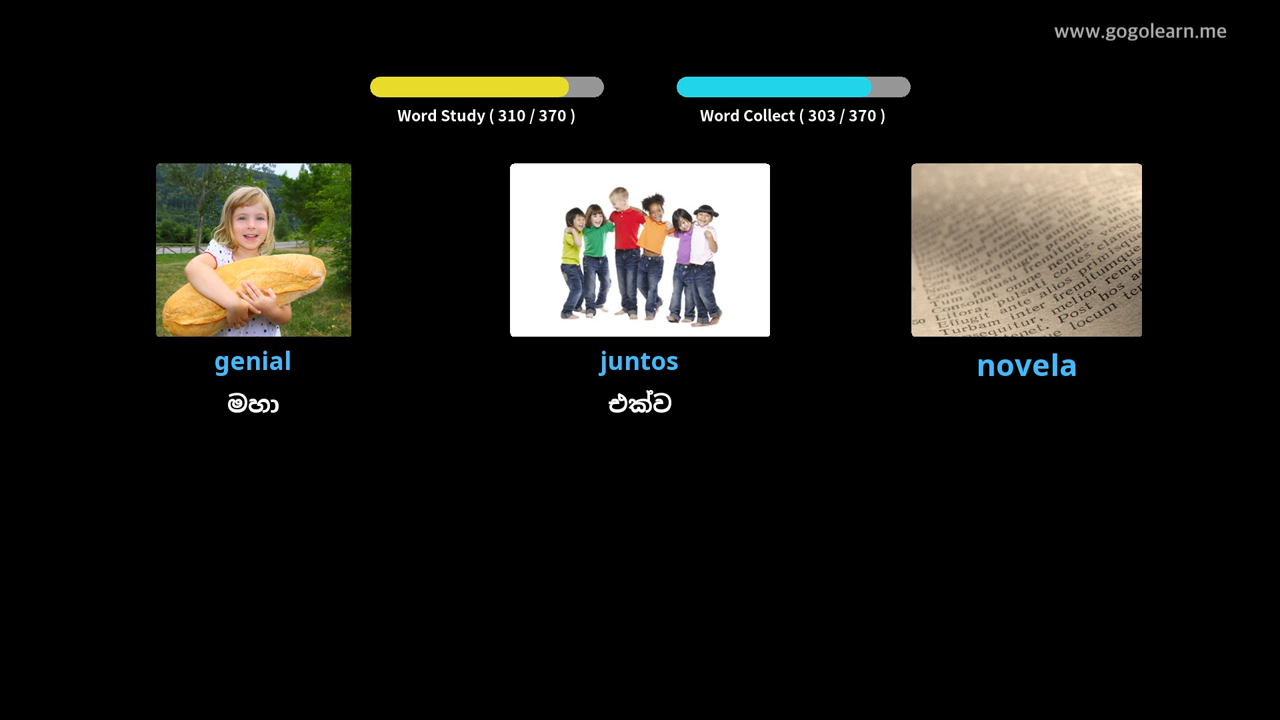 www.gogolearn.me
Word Study ( 310 / 370 )
Word Collect ( 303 / 370 )
genial
juntos
novela
මහා
එක්ව